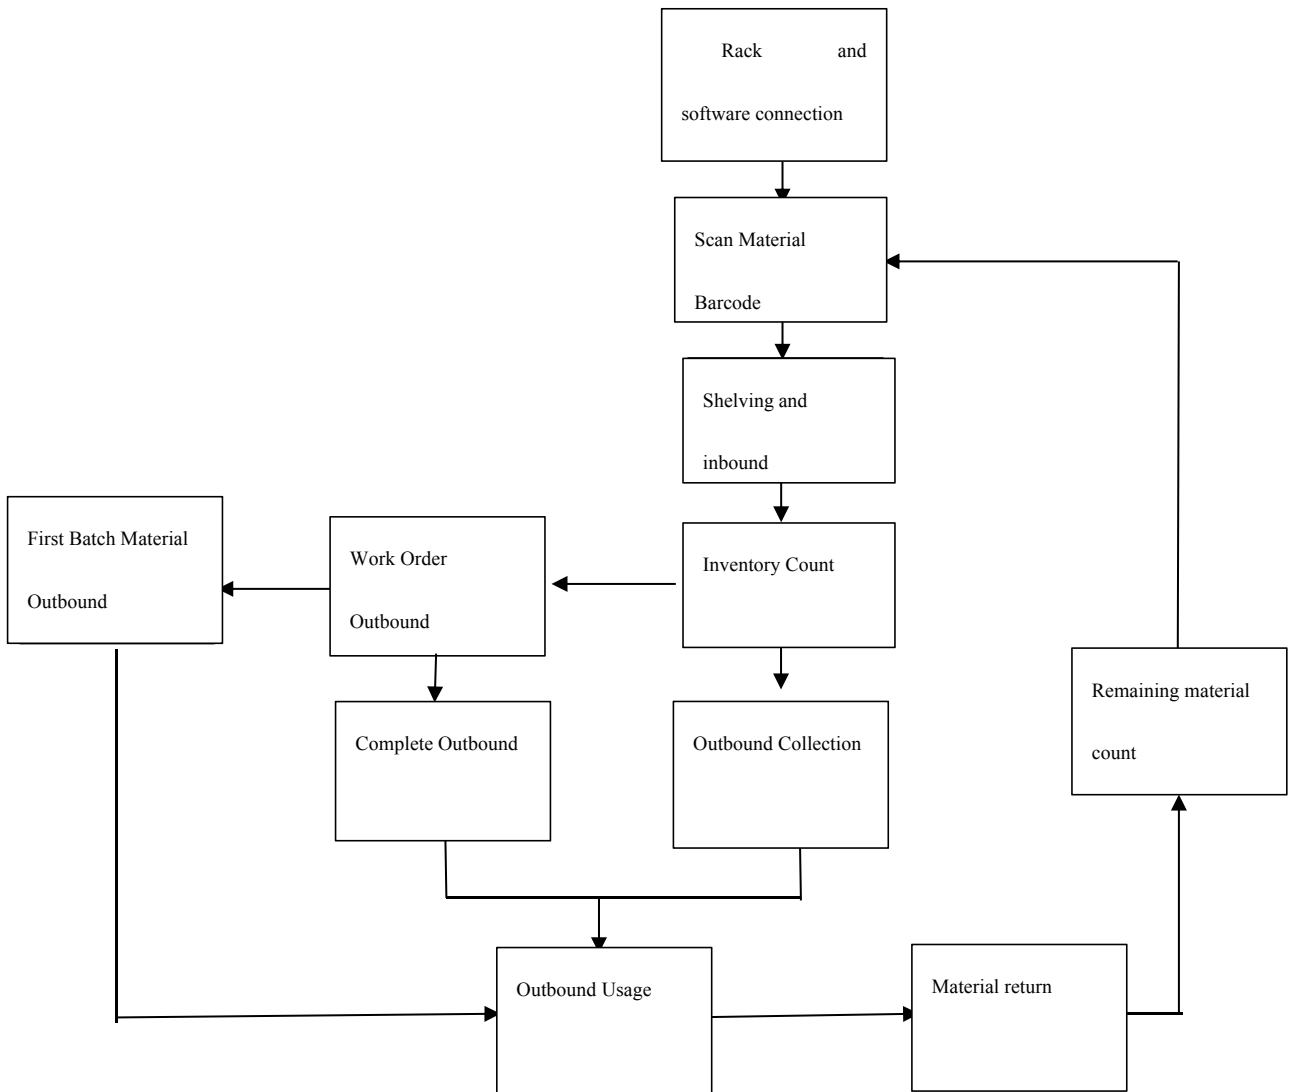 Rack and
software connection
Scan Material
Barcode
Shelving and
inbound
First Batch Material
Outbound
Work Order
Outbound
Inventory Count
Remaining material
count
Complete Outbound
Outbound Collection
Outbound Usage
Material return